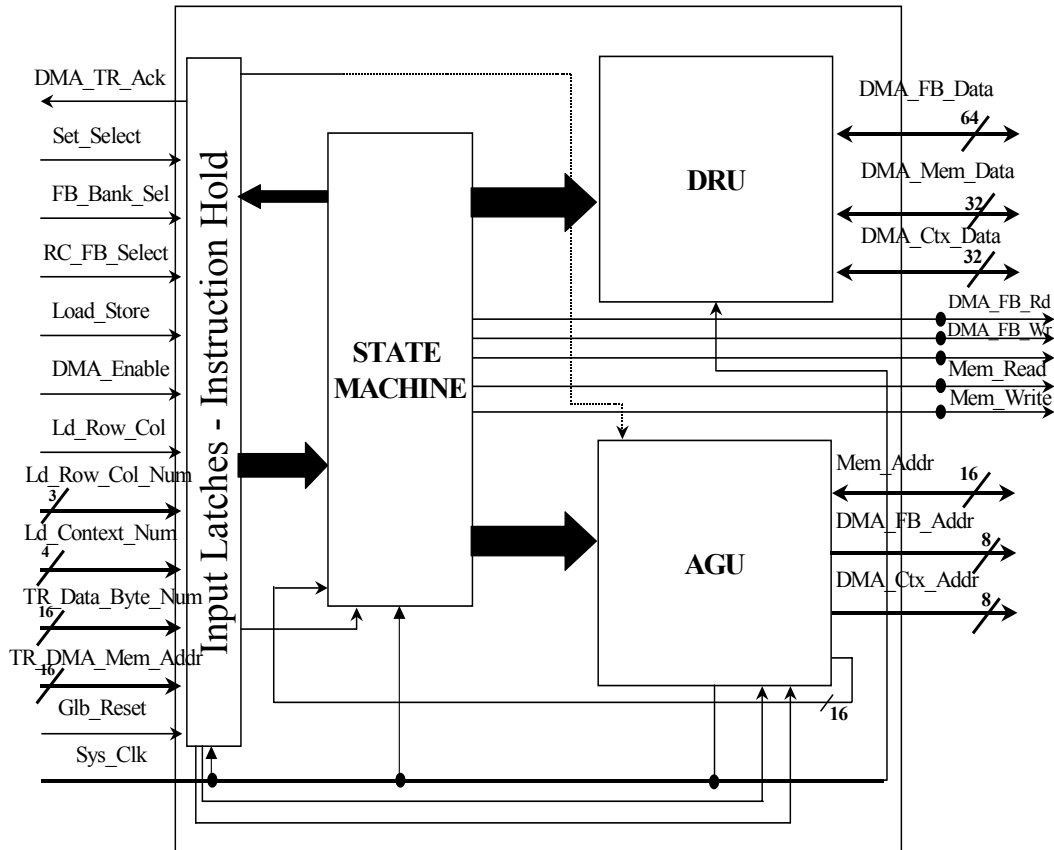 DMA_TR_Ack
Set_Select
FB_Bank_Sel
RC_FB_Select
Load_Store
DMA_Enable
Ld_Row_Col
Ld_Row_Col_Num
3
Ld_Context_Num
4
TR_Data_Byte_Num
16
TR_DMA_Mem_Addr
16
Glb_Reset
Sys_Clk
Input Latches - Instruction Hold
STATE
MACHINE
DRU
AGU
16
DMA_FB_Data
64
DMA_Mem_Data
32
DMA_Ctx_Data
32
DMA_FB_Rd
DMA_FB_Wr
Mem_Read
Mem_Write
Mem_Addr
16
DMA_FB_Addr
8
DMA_Ctx_Addr
8